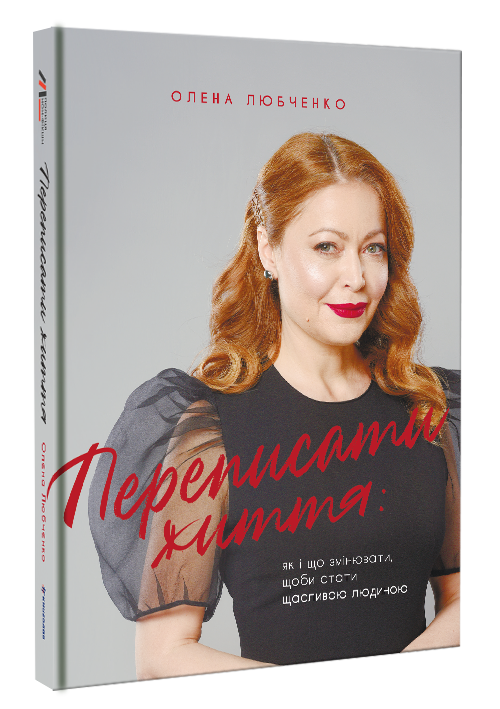 ОЛЕНА ЛЮБЧЕНКО
Переписати
життя:
як і що змінювати,
щоби стати
щасливою людиною
Переписати життя
Олена Любченко